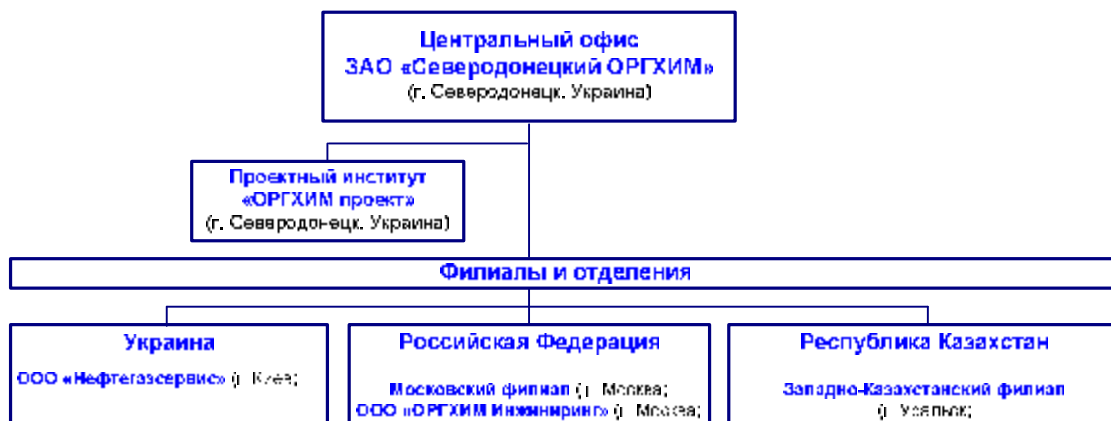 Центральный офис
ЗАО «Северодонецкий ОРГХИМ»
(г. Северодонецк. Украина)
Проектный институт
«ОРГХИМ проект»
(г. Северодонецк. Украина)
Филиалы и отделения
Украина
ООО «Нефтегазсервис» (г. Киев)
Российская Федерация
Московский филиал (г. Москва)
ООО «ОРГХИМ Инжиниринг» (г. Москва)
Республика Казахстан
Западно-Казахстанский филиал
(г. Уральск)